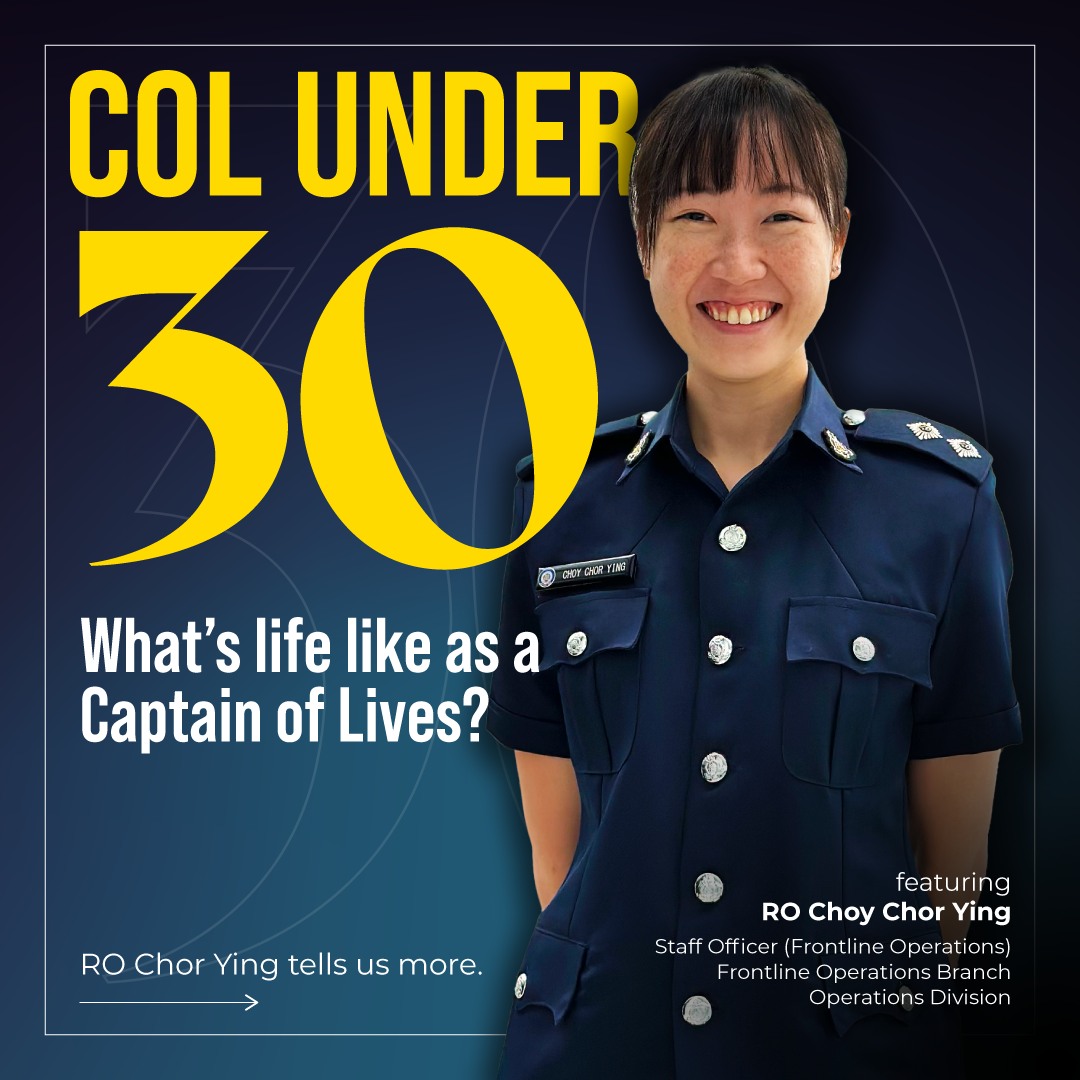 COL UNDER
30
What's life like as a
Captain of Lives?
CHOY CHOR YING
featuring
RO Choy Chor Ying
Staff Officer (Frontline Operations)
Frontline Operations Branch
Operations Division
RO Chor Ying tells us more.